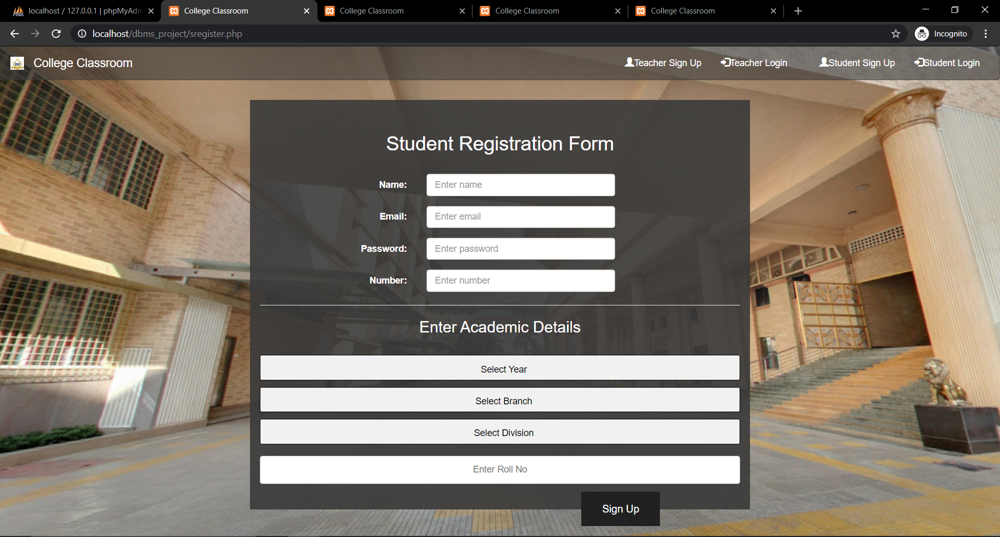 localhost / 127.0.0.1 | phpMyAdm
College Classroom
College Classroom
College Classroom
College Classroom
localhost/dbms_project/sregister.php
Incognito
College Classroom
Teacher Sign Up
Teacher Login
Student Sign Up
Student Login
Student Registration Form
Name:
Enter name
Email:
Enter email
Password:
Enter password
Number:
Enter number
Enter Academic Details
Select Year
Select Branch
Select Division
Enter Roll No
Sign Up